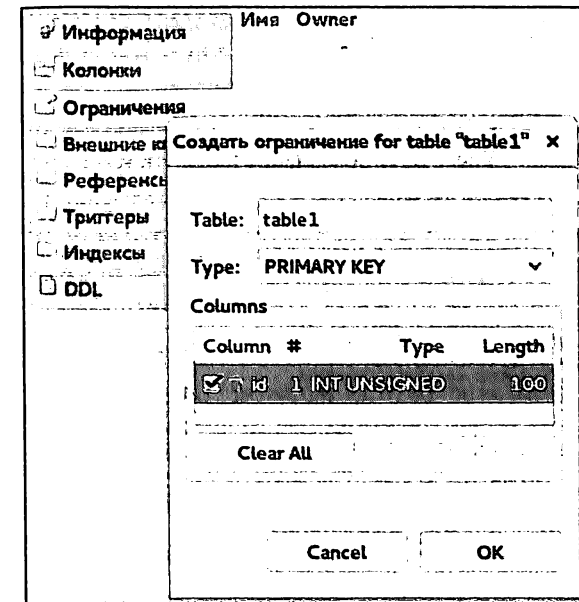 Имя Owner
Информация
Колонки
Ограничения
Внешние к
Референсы
Триггеры
Индексы
DDL
Создать ограничение for table "table1" ×
Table: table1
Type: PRIMARY KEY
Columns
Column # Type Length
id 1 INT UNSIGNED 100
Clear All
Cancel OK